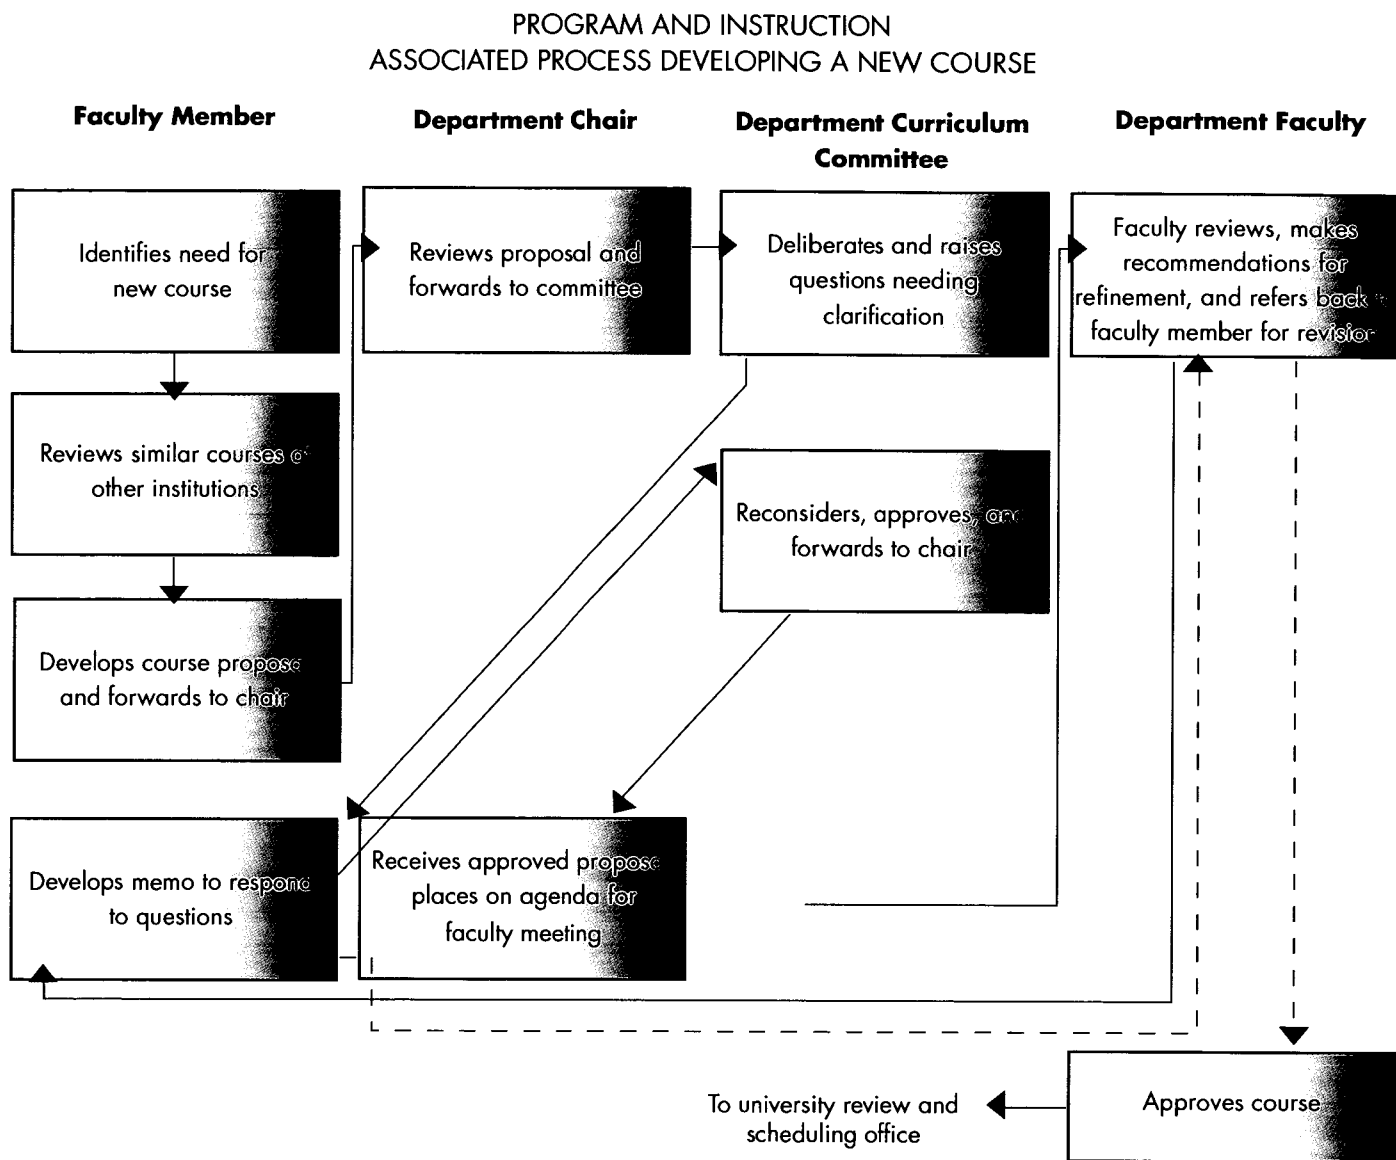 PROGRAM AND INSTRUCTION
ASSOCIATED PROCESS DEVELOPING A NEW COURSE
Faculty Member
Department Chair
Department Curriculum
Committee
Department Faculty
Identifies need for
new course
Reviews proposal and
forwards to committee
Deliberates and raises
questions needing
clarification
Faculty reviews, makes
recommendations for
refinement, and refers back
faculty member for revision
Reviews similar courses
other institutions
Reconsiders, approves, and
forwards to chair
Develops course proposa
and forwards to chair
Develops memo to respond
to questions
Receives approved proposa
places on agenda for
faculty meeting
Approves course
To university review and
scheduling office